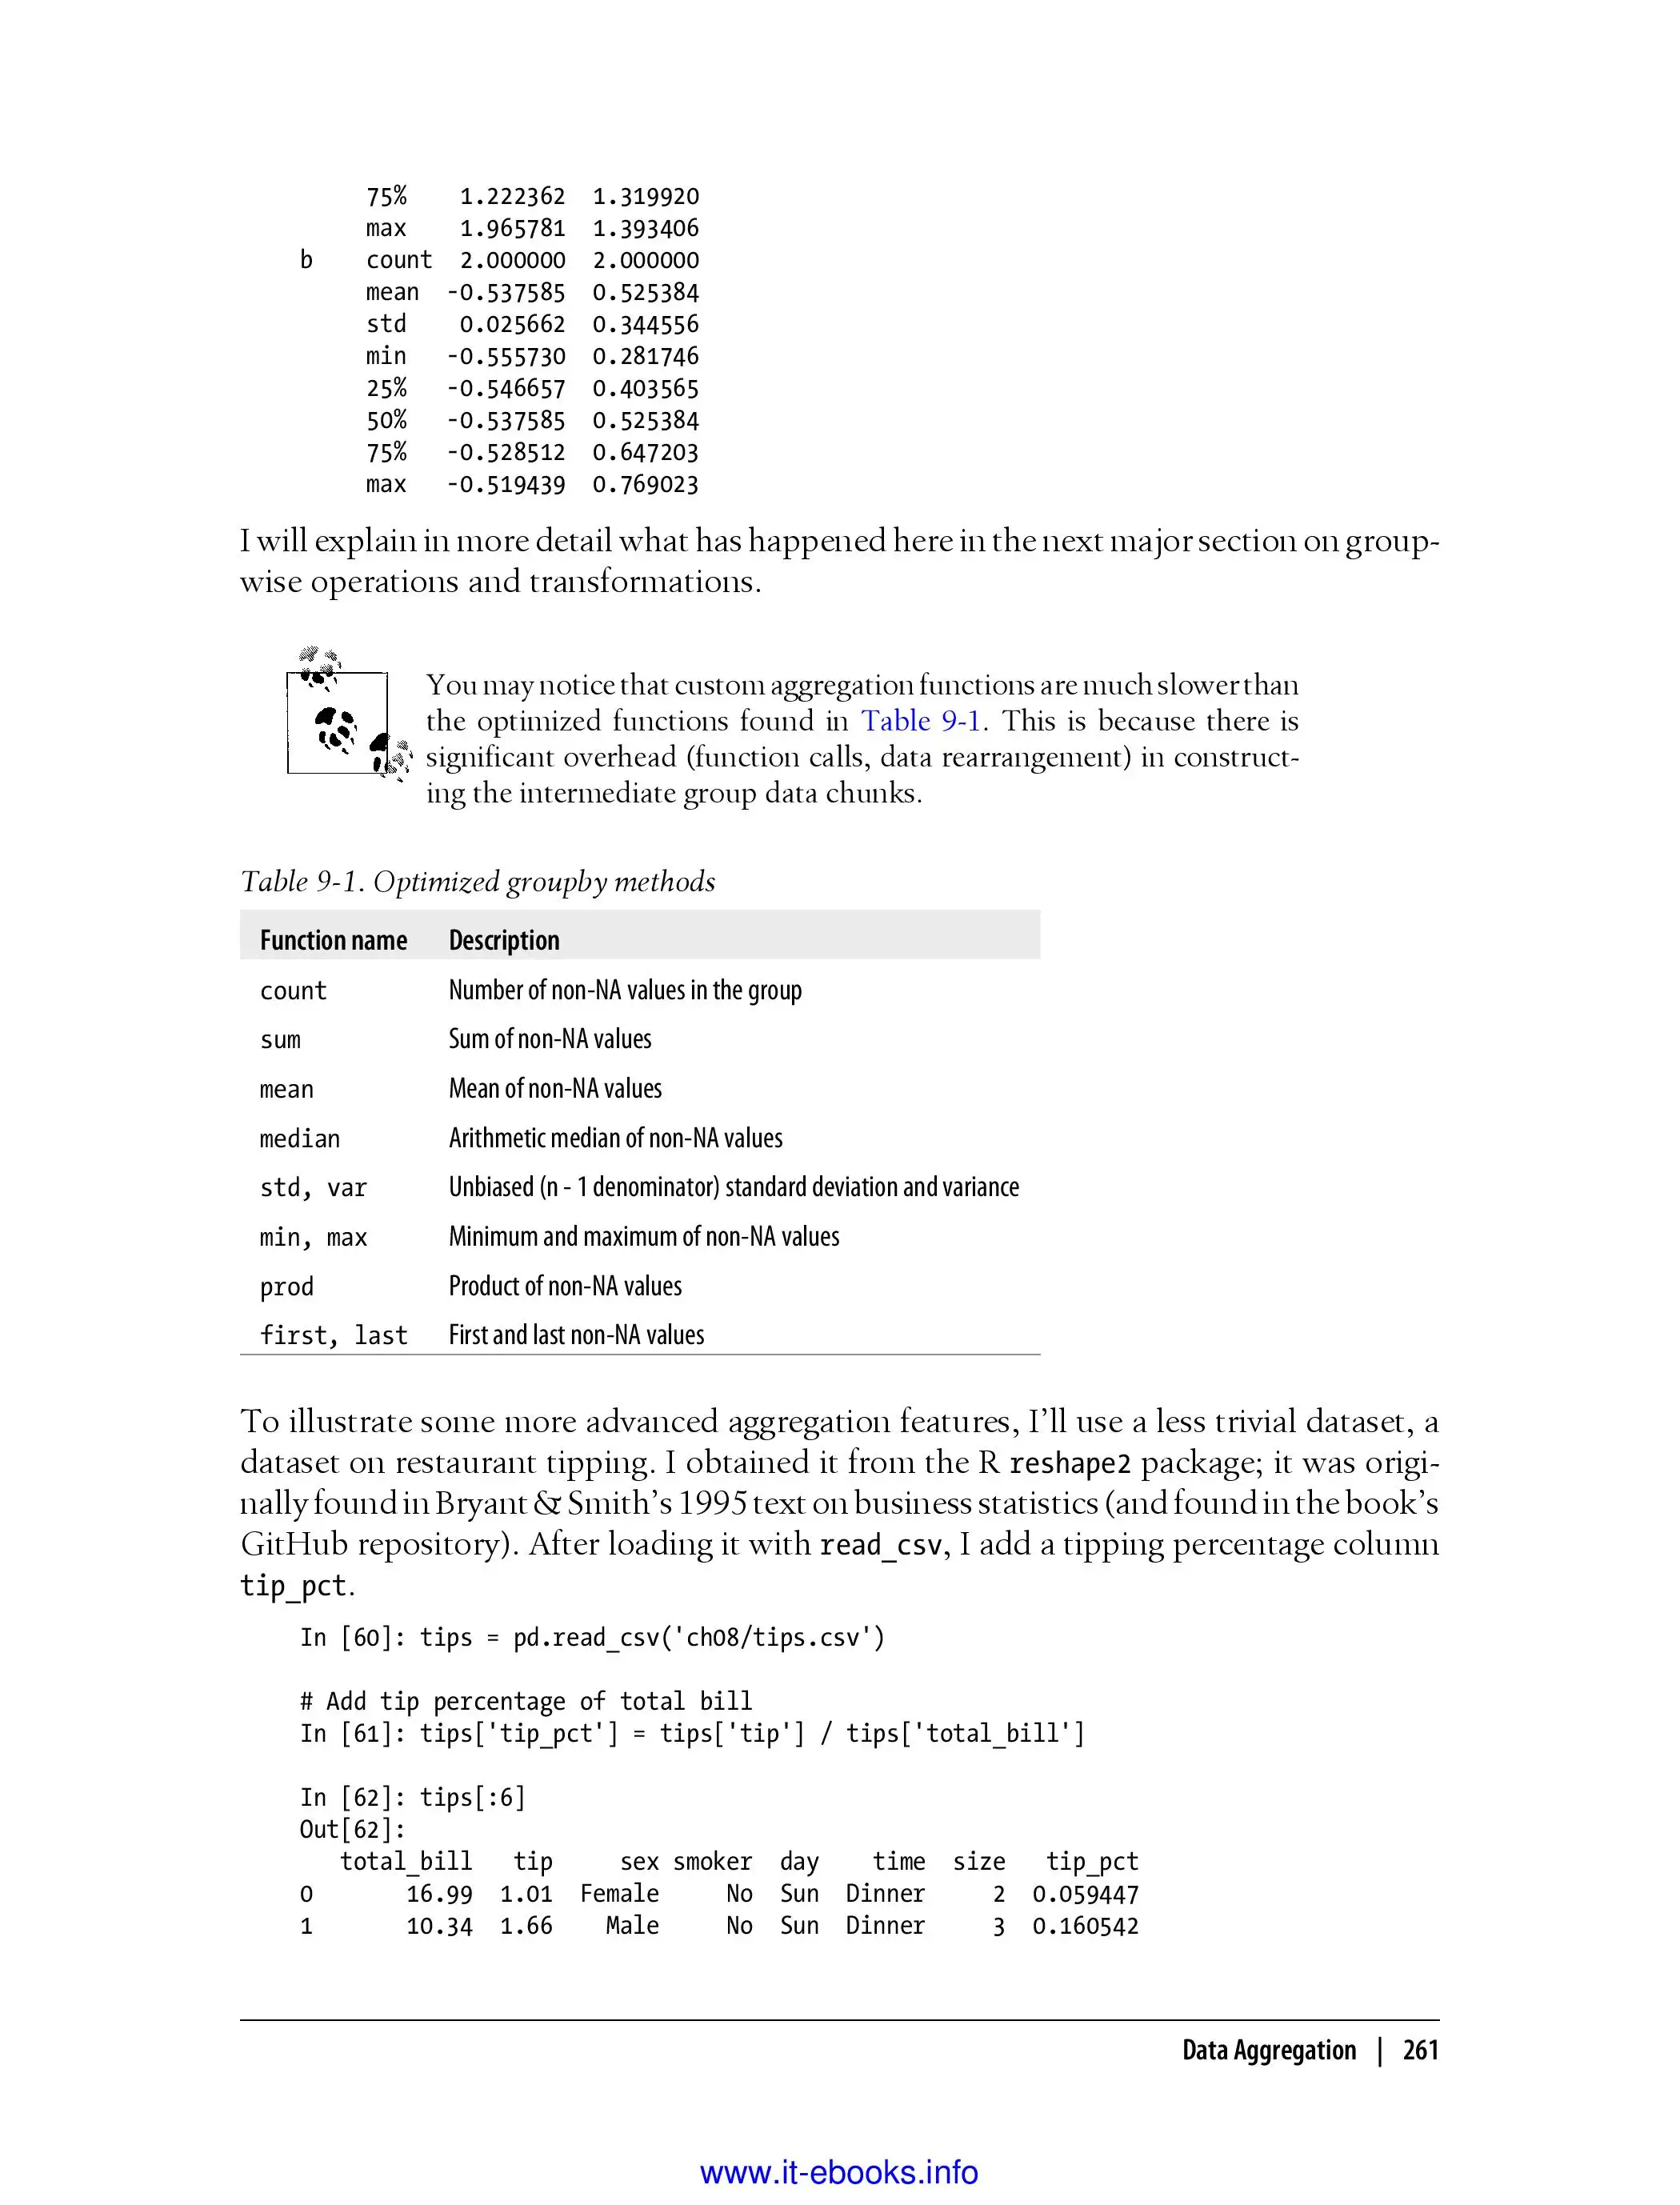 75% 1.222362 1.319920
max 1.965781 1.393406
b count 2.000000 2.000000
mean -0.537585 0.525384
std 0.025662 0.344556
min -0.555730 0.281746
25% -0.546657 0.403565
50% -0.537585 0.525384
75% -0.528512 0.647203
max -0.519439 0.769023
I will explain in more detail what has happened here in the next major section on group-
wise operations and transformations.
You may notice that custom aggregation functions are much slower than
the optimized functions found in Table 9-1. This is because there is
significant overhead (function calls, data rearrangement) in construct-
ing the intermediate group data chunks.
Table 9-1. Optimized groupby methods
Function name Description
count Number of non-NA values in the group
sum Sum of non-NA values
mean Mean of non-NA values
median Arithmetic median of non-NA values
std, var Unbiased (n - 1 denominator) standard deviation and variance
min, max Minimum and maximum of non-NA values
prod Product of non-NA values
first, last First and last non-NA values
To illustrate some more advanced aggregation features, I’ll use a less trivial dataset, a
dataset on restaurant tipping. I obtained it from the R reshape2 package; it was origi-
nally found in Bryant & Smith’s 1995 text on business statistics (and found in the book’s
GitHub repository). After loading it with read_csv, I add a tipping percentage column
tip_pct.
In [60]: tips = pd.read_csv('ch08/tips.csv')
# Add tip percentage of total bill
In [61]: tips['tip_pct'] = tips['tip'] / tips['total_bill']
In [62]: tips[:6]
Out[62]:
total_bill tip sex smoker day time size tip_pct
0 16.99 1.01 Female No Sun Dinner 2 0.059447
1 10.34 1.66 Male No Sun Dinner 3 0.160542
Data Aggregation | 261
www.it-ebooks.info